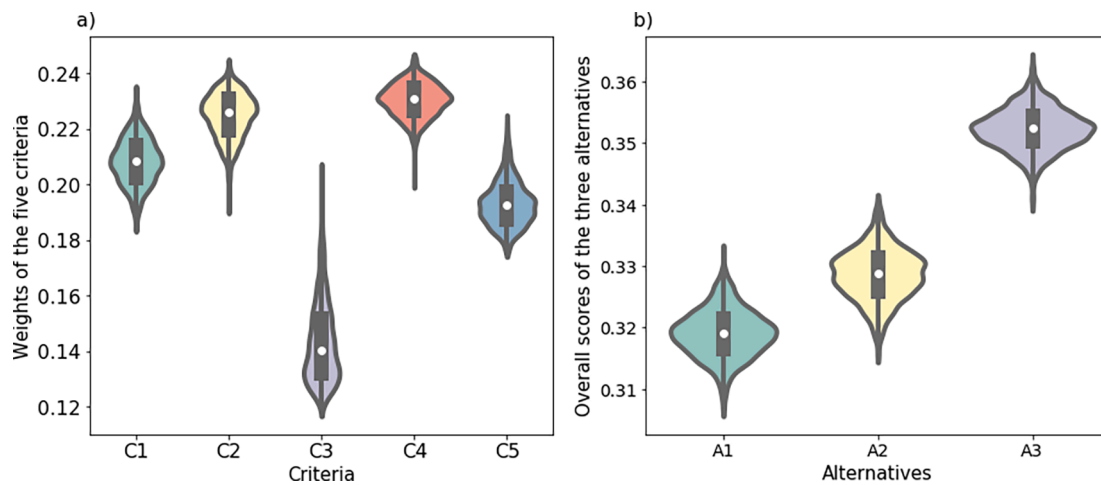 a)
Weights of the five criteria
0.24
0.22
0.20
0.18
0.16
0.14
0.12
C1 C2 C3 C4 C5
Criteria
b)
Overall scores of the three alternatives
0.36
0.35
0.34
0.33
0.32
0.31
A1 A2 A3
Alternatives